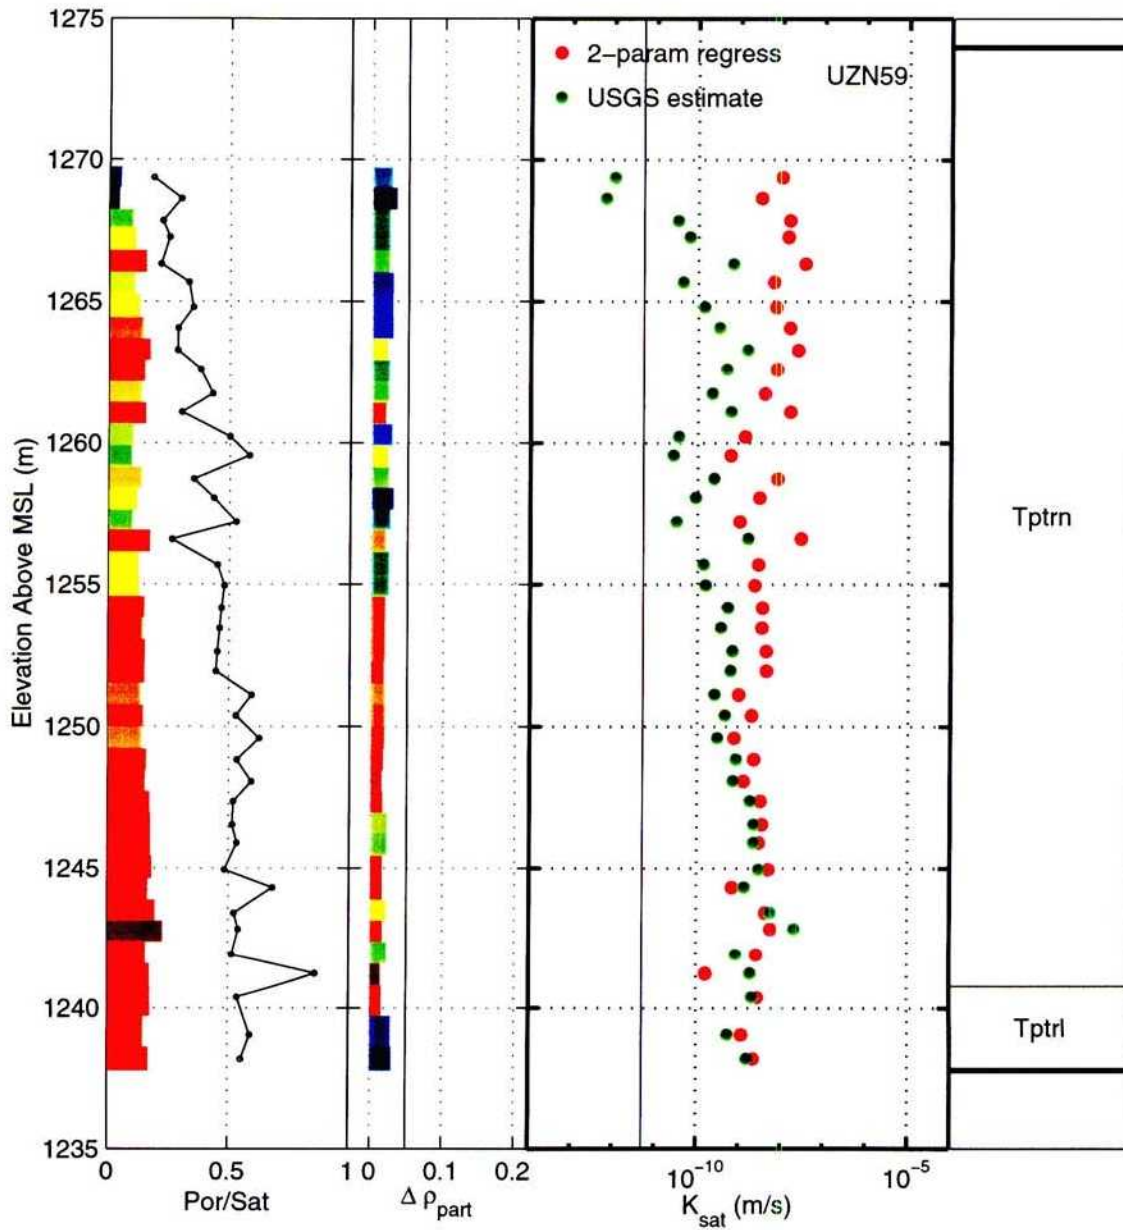 1275
1270
1265
1260
1255
1250
1245
1240
1235
Elevation Above MSL (m)
0
0.5
1
Por/Sat
0
0.1
0.2
Δ ρpart
2−param regress
USGS estimate
UZN59
10−10
10−5
Ksat (m/s)
Tptrn
Tptrl